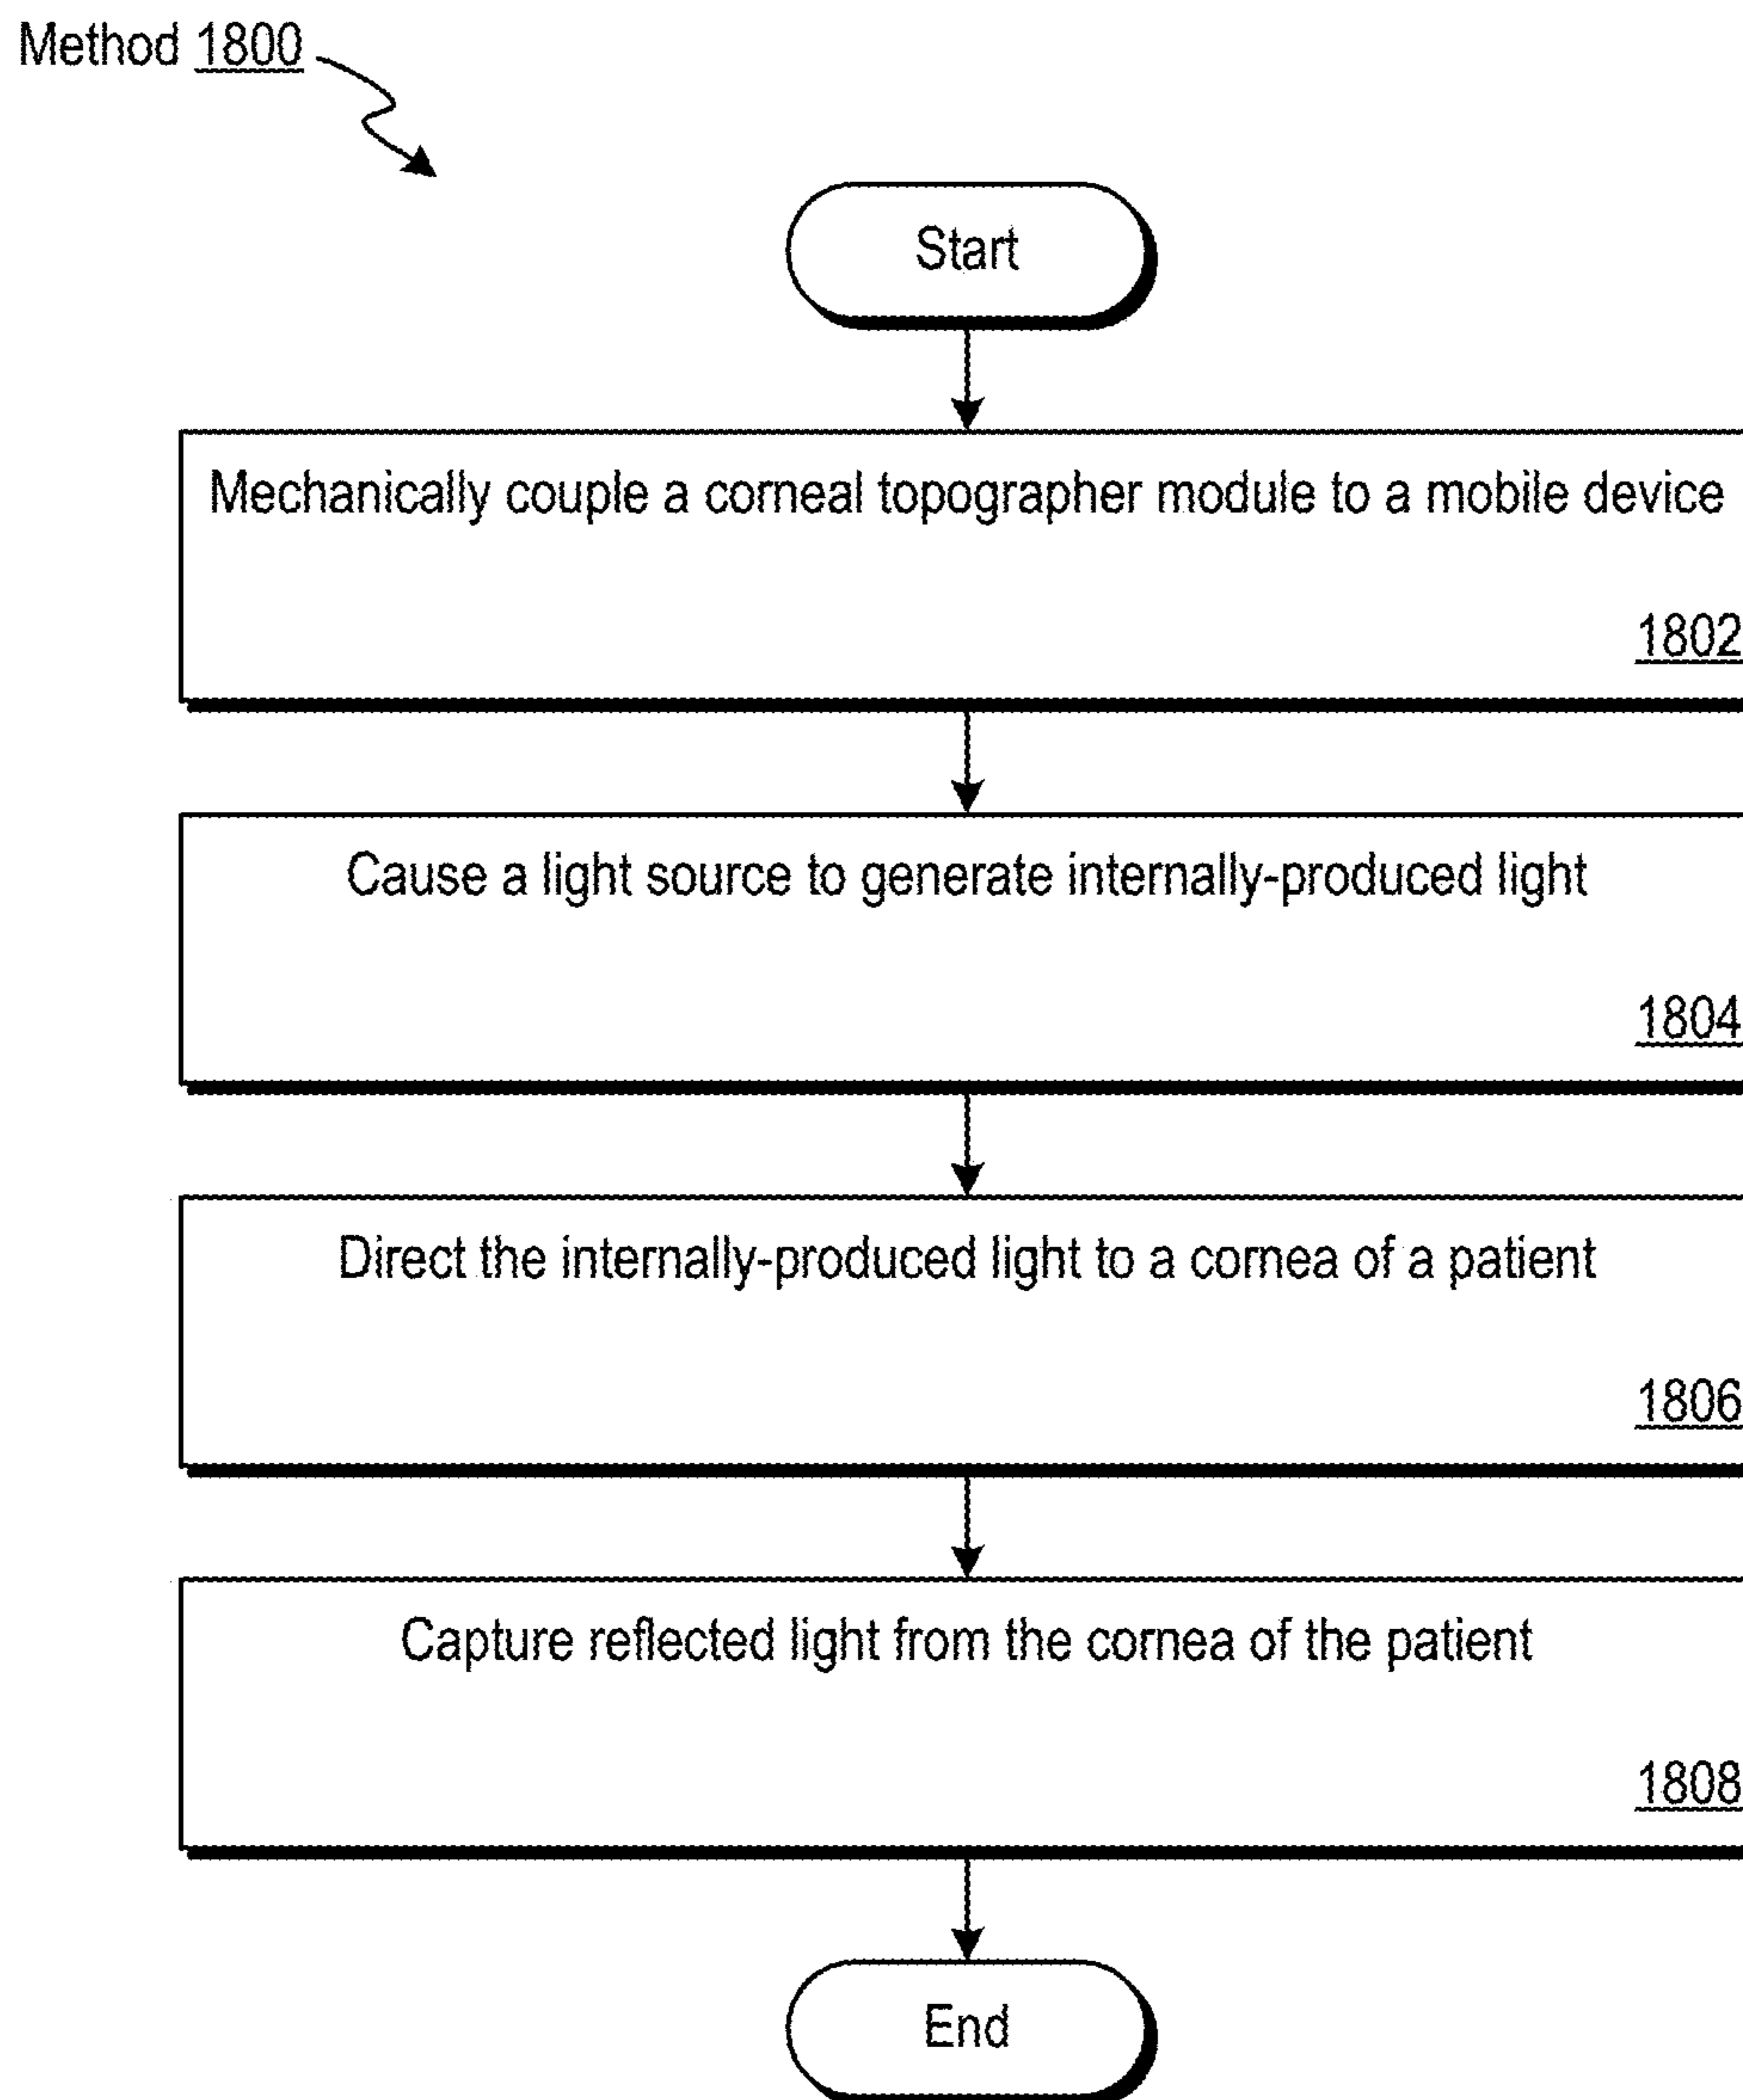 Method 1800
Start
Mechanically couple a corneal topographer module to a mobile device
1802
Cause a light source to generate internally-produced light
1804
Direct the internally-produced light to a cornea of a patient
1806
Capture reflected light from the cornea of the patient
1808
End